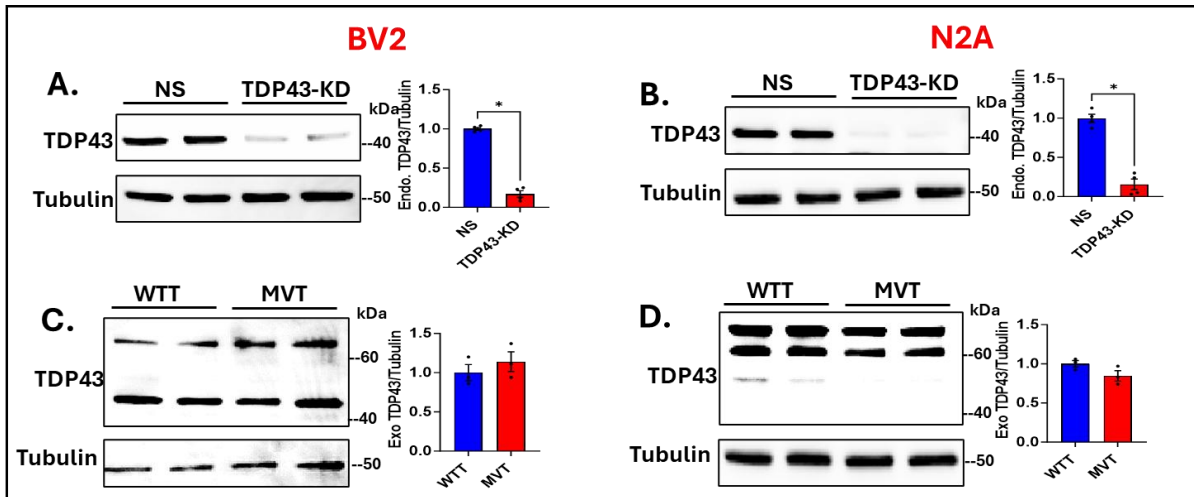 BV2
N2A
A.
NS TDP43-KD
kDa
TDP43
--40
Tubulin
--50
Endo. TDP43/Tubulin
1.5
1.0
0.5
0.0
*
NS
TDP43-KD
B.
NS TDP43-KD
kDa
TDP43
--40
Tubulin
--50
Endo. TDP43/Tubulin
1.5
1.0
0.5
0.0
*
NS
TDP43-KD
C.
WTT MVT
kDa
--60
TDP43
--40
Tubulin
--50
Exo TDP43/Tubulin
1.5
1.0
0.5
0.0
WTT
MVT
D.
WTT MVT
kDa
--60
TDP43
--40
Tubulin
--50
Exo TDP43/Tubulin
1.5
1.0
0.5
0.0
WTT
MVT